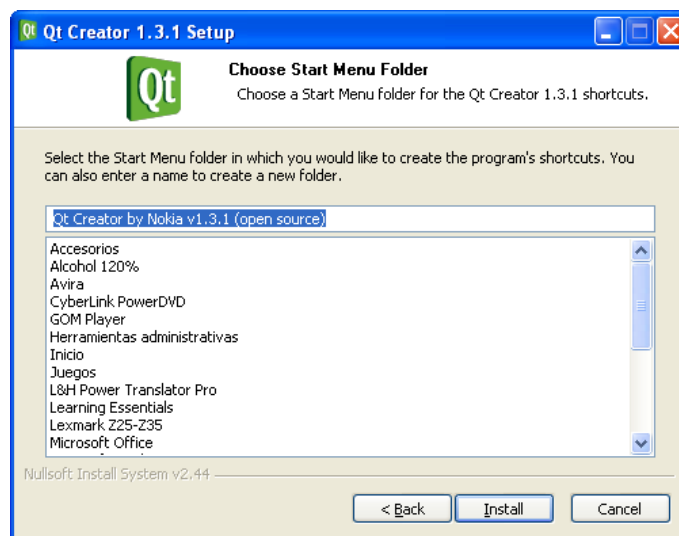 Qt Qt Creator 1.3.1 Setup
Qt
Choose Start Menu Folder
Choose a Start Menu folder for the Qt Creator 1.3.1 shortcuts.
Select the Start Menu folder in which you would like to create the program's shortcuts. You
can also enter a name to create a new folder.
Qt Creator by Nokia v1.3.1 (open source)
Accesorios
Alcohol 120%
Avira
CyberLink PowerDVD
GOM Player
Herramientas administrativas
Inicio
Juegos
L&H Power Translator Pro
Learning Essentials
Lexmark Z25-Z35
Microsoft Office
Nullsoft Install System v2.44
< Back Install Cancel